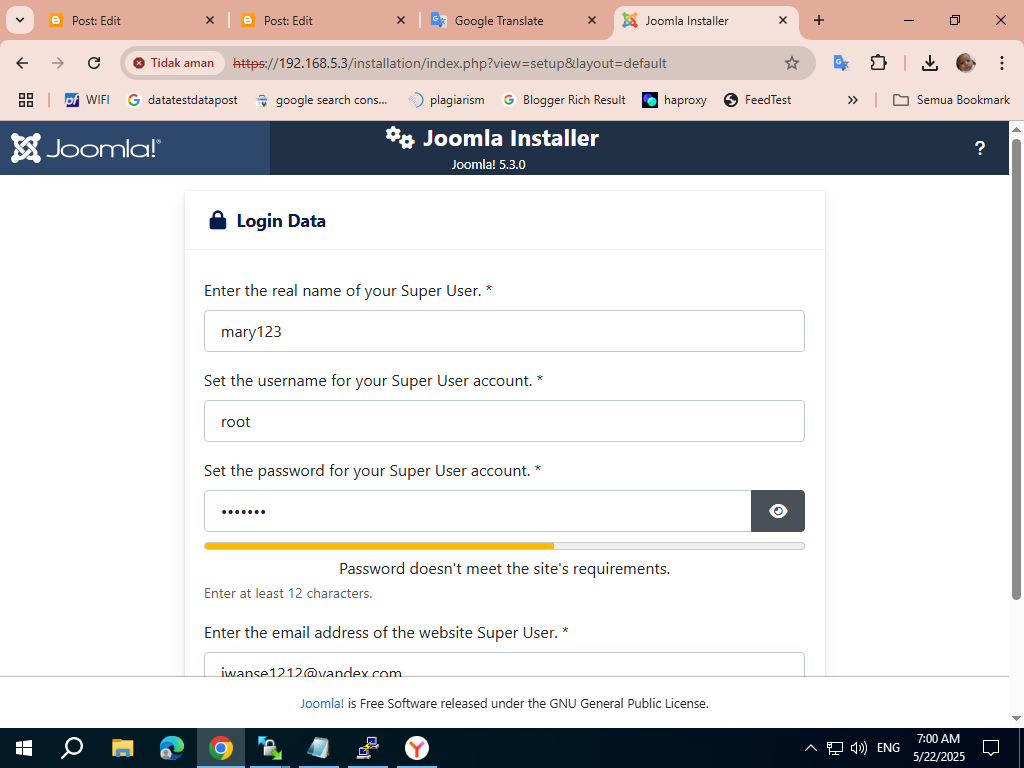 Post: Edit
Post: Edit
Google Translate
Joomla Installer
Tidak aman
https://192.168.5.3/installation/index.php?view=setup&layout=default
WIFI
datatestdatapost
google search cons...
plagiarism
Blogger Rich Result
haproxy
FeedTest
Semua Bookmark
Joomla!®
Joomla Installer
Joomla! 5.3.0
?
Login Data
Enter the real name of your Super User. *
mary123
Set the username for your Super User account. *
root
Set the password for your Super User account. *
•••••••
Password doesn't meet the site's requirements.
Enter at least 12 characters.
Enter the email address of the website Super User. *
iwanse1212@yandex.com
Joomla! is Free Software released under the GNU General Public License.
ENG
7:00 AM
5/22/2025